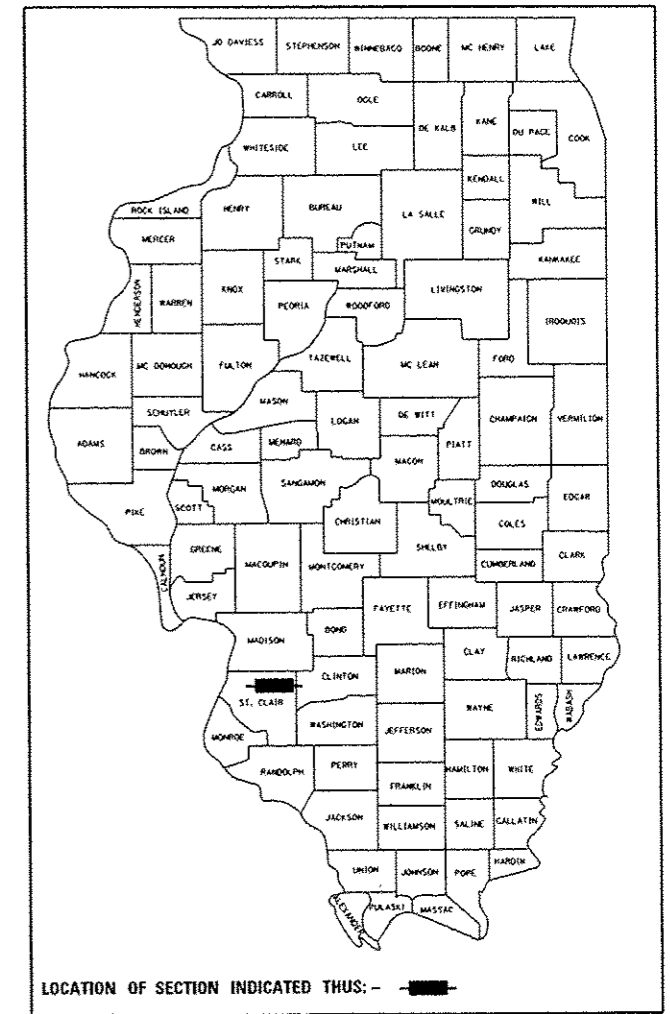 JO DAVIESS STEPHENSON WINNEBAGO BOONE MC HENRY LAKE
CARROLL OGLE
DE KALB KANE DU PAGE COOK
WHITESIDE LEE
KENDALL
WILL
ROCK ISLAND HENRY BUREAU LA SALLE
GRUNDY
MERCER PUTNAM
KANKAKEE
STARK MARSHALL
HENDERSON WARREN KNOX LIVINGSTON
PEORIA WOODFORD
IROQUOIS
HANCOCK MC DONOUGH FULTON TAZEWELL MC LEAN FORD
MASON
SCHUYLER LOGAN DE WITT CHAMPAIGN VERMILION
ADAMS BROWN CASS MENARD PIATT
MACON
MORGAN SANGAMON DOUGLAS
PIKE SCOTT MOULTRIE EDGAR
CHRISTIAN COLES
GREENE SHELBY
CALHOUN MACOUPIN MONTGOMERY CUMBERLAND CLARK
JERSEY
FAYETTE EFFINGHAM JASPER CRAWFORD
MADISON BOND
CLAY RICHLAND LAWRENCE
CLINTON MARION
ST. CLAIR WAYNE EDWARDS WABASH
WASHINGTON JEFFERSON
MONROE
RANDOLPH PERRY HAMILTON WHITE
FRANKLIN
JACKSON WILLIAMSON SALINE GALLATIN
UNION JOHNSON POPE HARDIN
ALEXANDER PULASKI MASSAC
LOCATION OF SECTION INDICATED THUS: -